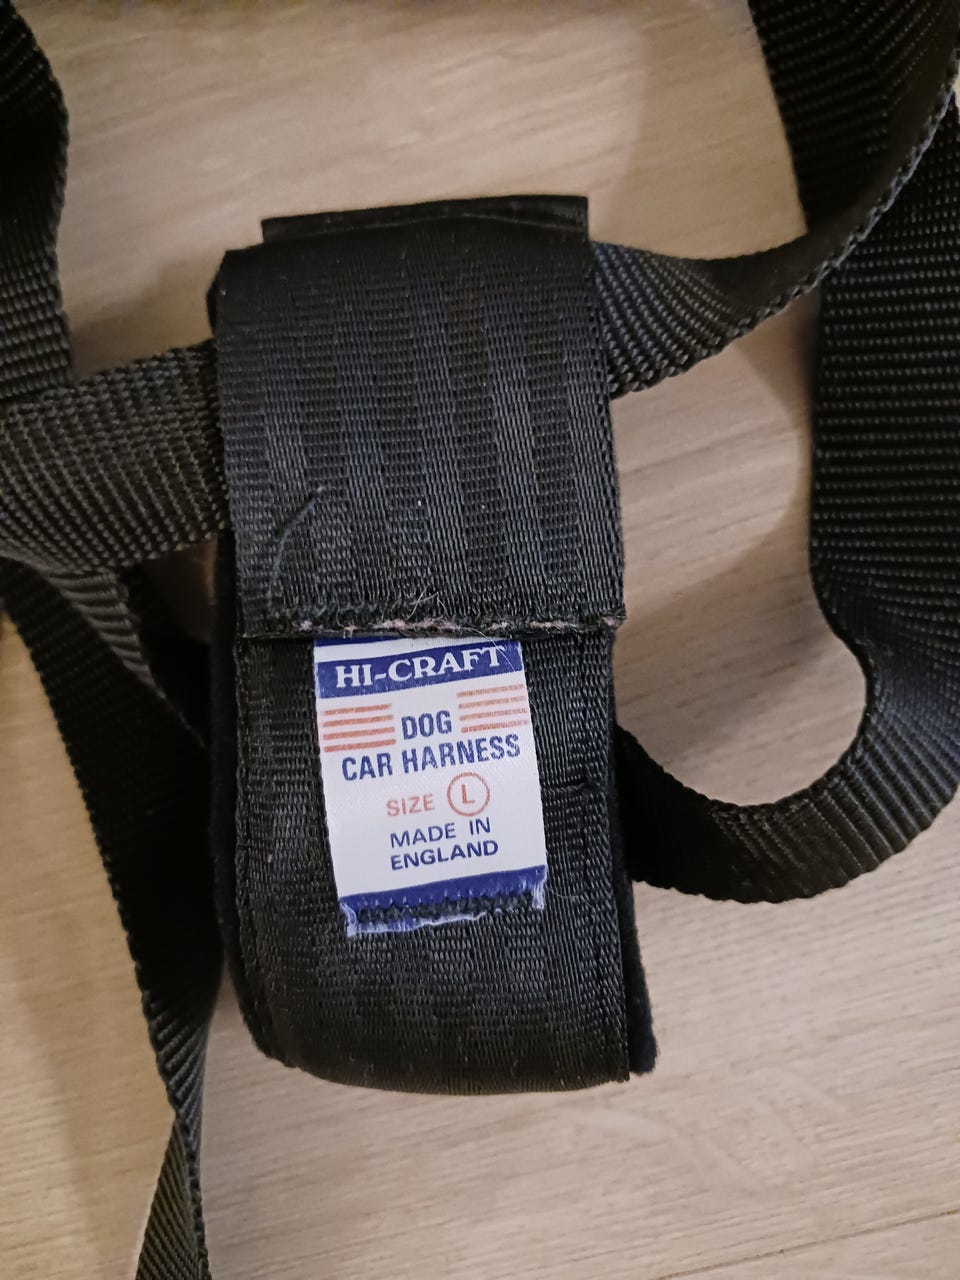 HI-CRAFT
DOG
CAR HARNESS
SIZE L
MADE IN
ENGLAND